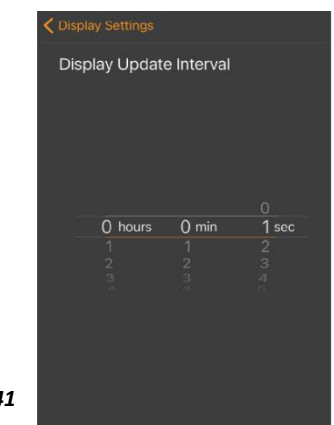 Display Settings
Display Update Interval
0
0 hours 0 min 1 sec
1 1 2
2 2 3
3 3 4
41